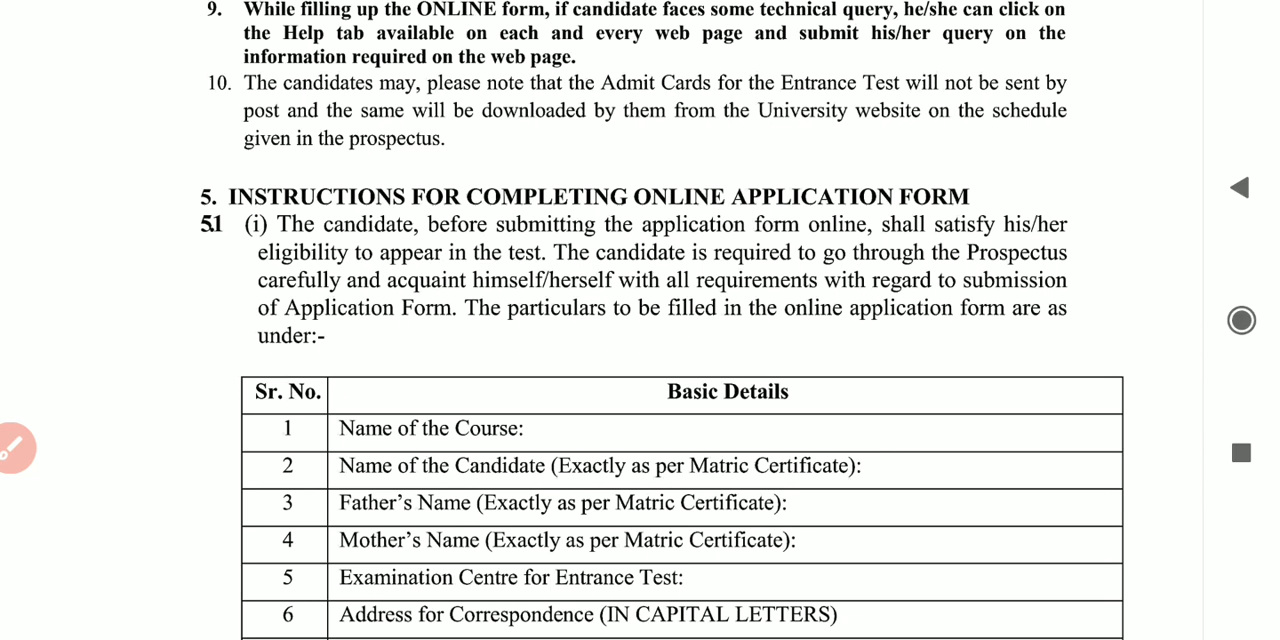 9. While filling up the ONLINE form, if candidate faces some technical query, he/she can click on
the Help tab available on each and every web page and submit his/her query on the
information required on the web page.
10. The candidates may, please note that the Admit Cards for the Entrance Test will not be sent by
post and the same will be downloaded by them from the University website on the schedule
given in the prospectus.
5. INSTRUCTIONS FOR COMPLETING ONLINE APPLICATION FORM
5.1 (i) The candidate, before submitting the application form online, shall satisfy his/her
eligibility to appear in the test. The candidate is required to go through the Prospectus
carefully and acquaint himself/herself with all requirements with regard to submission
of Application Form. The particulars to be filled in the online application form are as
under:-
Sr. No. Basic Details
1 Name of the Course:
2 Name of the Candidate (Exactly as per Matric Certificate):
3 Father’s Name (Exactly as per Matric Certificate):
4 Mother’s Name (Exactly as per Matric Certificate):
5 Examination Centre for Entrance Test:
6 Address for Correspondence (IN CAPITAL LETTERS)